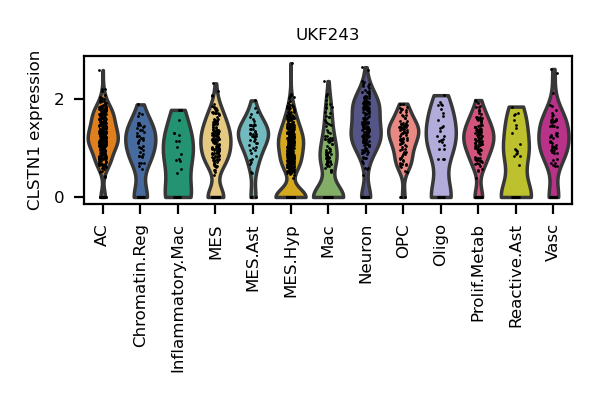 UKF243
CLSTN1 expression
2
0
AC
Chromatin.Reg
Inflammatory.Mac
MES
MES.Ast
MES.Hyp
Mac
Neuron
OPC
Oligo
Prolif.Metab
Reactive.Ast
Vasc